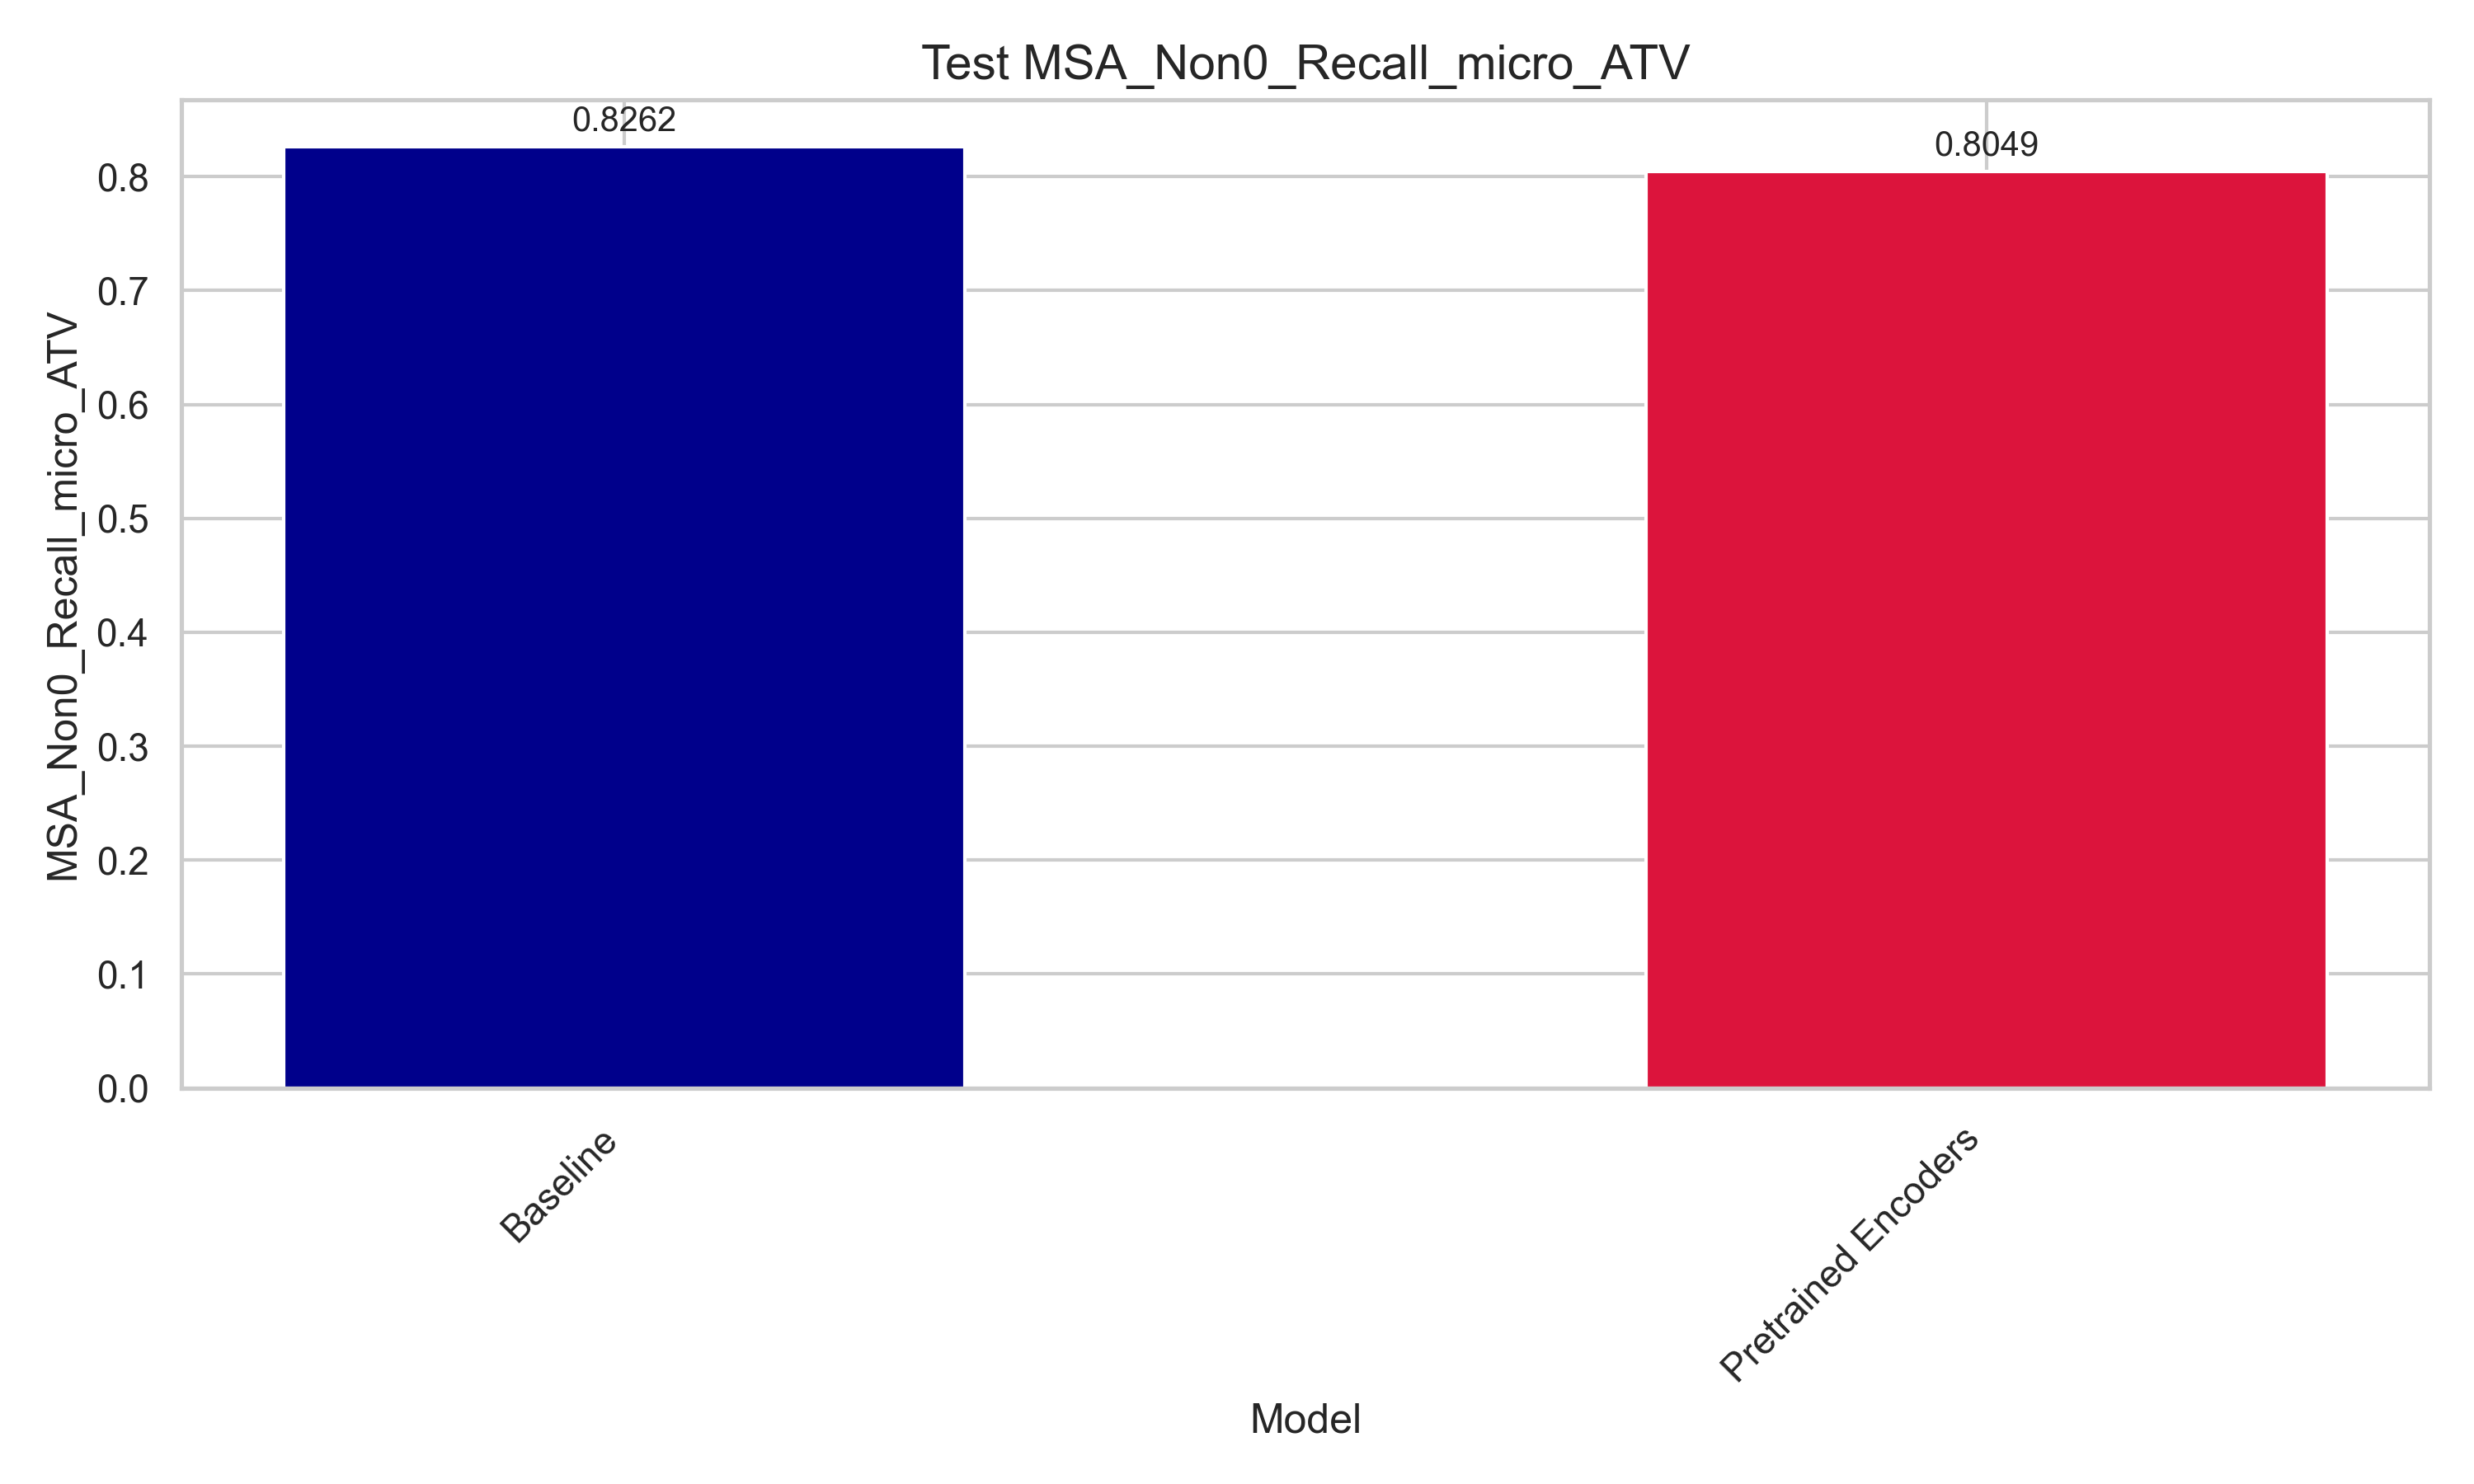 Test MSA_Non0_Recall_micro_ATV
0.8262
0.8049
MSA_Non0_Recall_micro_ATV
0.8
0.7
0.6
0.5
0.4
0.3
0.2
0.1
0.0
Baseline
Pretrained Encoders
Model